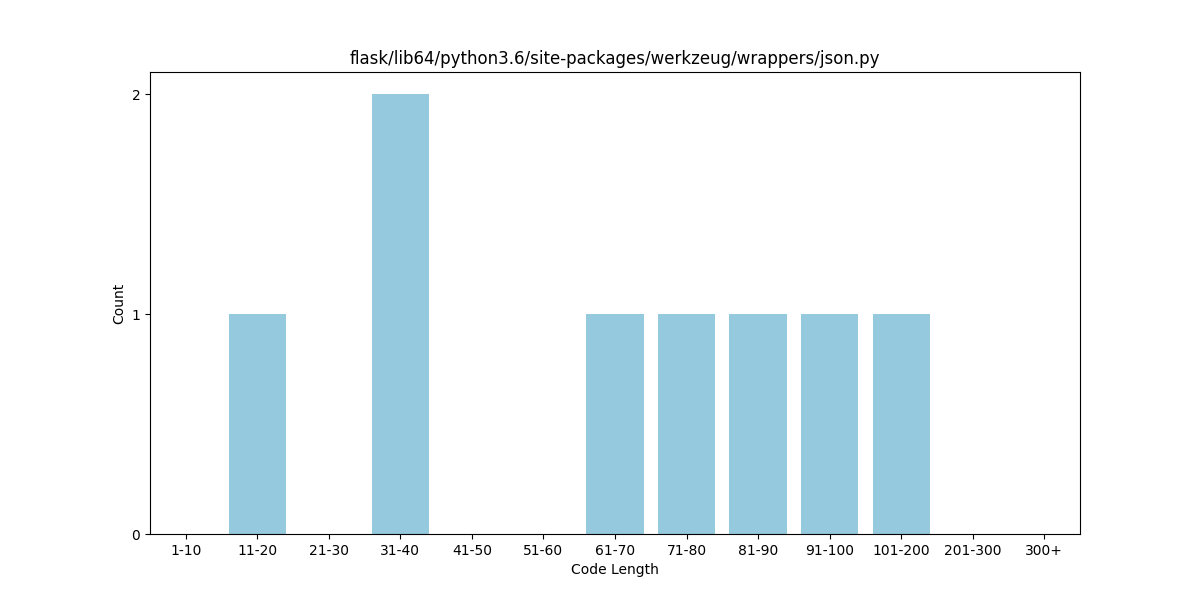 flask/lib64/python3.6/site-packages/werkzeug/wrappers/json.py
2
1
0
Count
1-10 11-20 21-30 31-40 41-50 51-60 61-70 71-80 81-90 91-100 101-200 201-300 300+
Code Length